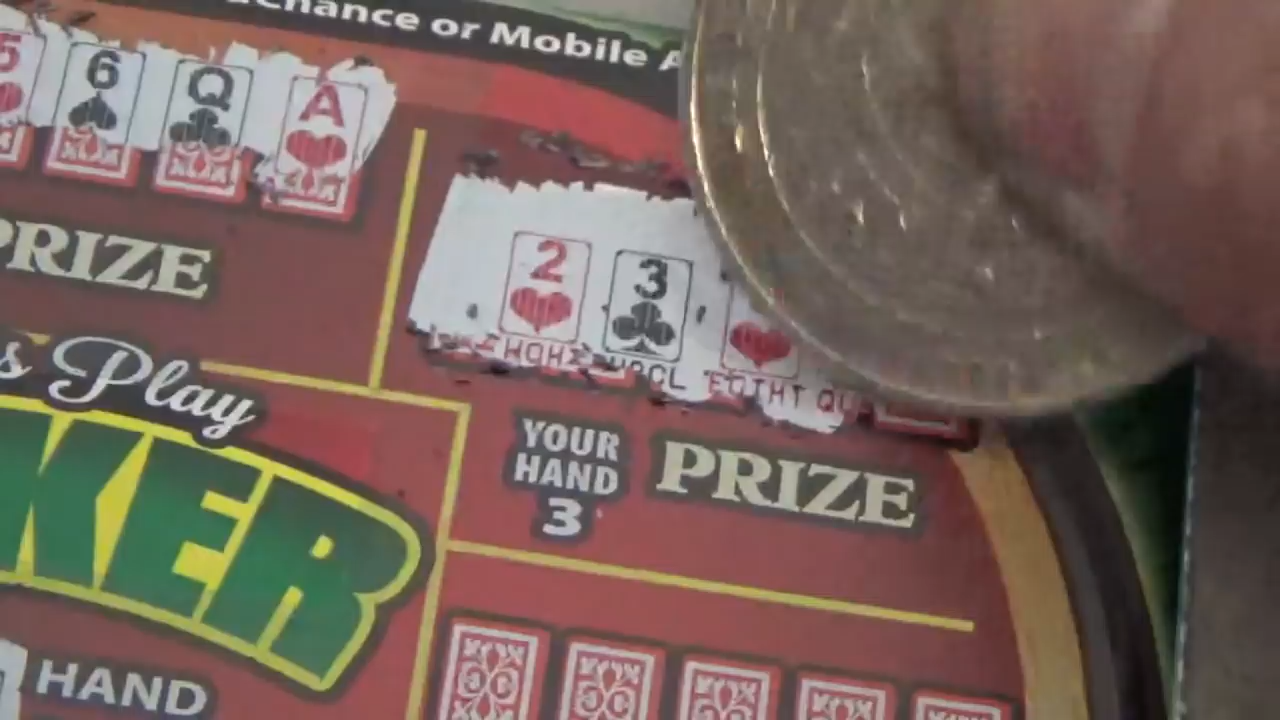 Chance or Mobile A
5 6 Q A
2 3
PRIZE
s Play
KER
YOUR HAND 3
PRIZE
HAND